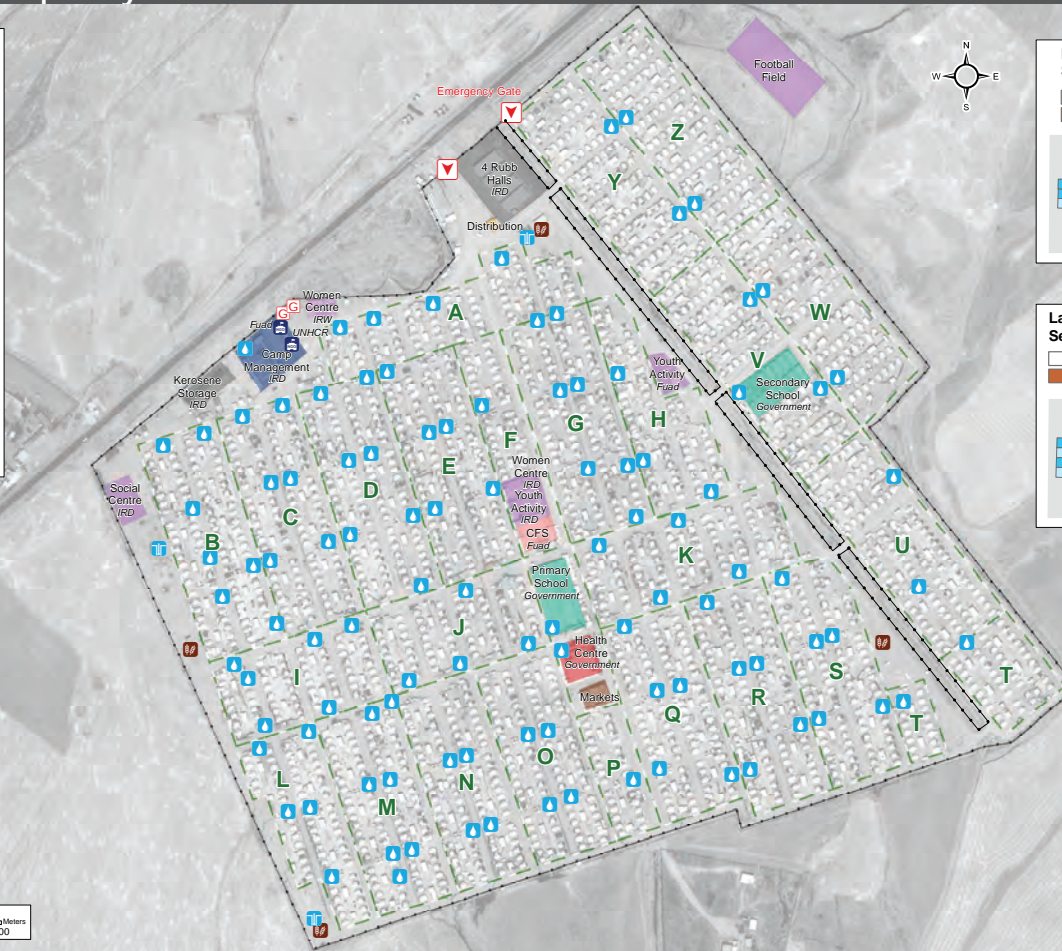 N
W
E
S
Football
Field
Emergency Gate
Z
4 Rubb
Halls
IRD
Y
Distribution
Women
Centre
IRW
G
G
Fuad
UNHCR
A
W
Camp
Management
IRD
V
Kerosene
Storage
IRD
Youth
Activity
Fuad
Secondary
School
Government
G
H
F
E
Women
Centre
IRD
Youth
Activity
IRD
CFS
Fuad
D
Social
Centre
IRD
C
B
U
K
Primary
School
Government
J
Health
Centre
Government
I
S
T
Markets
R
Q
T
O
P
L
N
M
La
Se
Meters
00